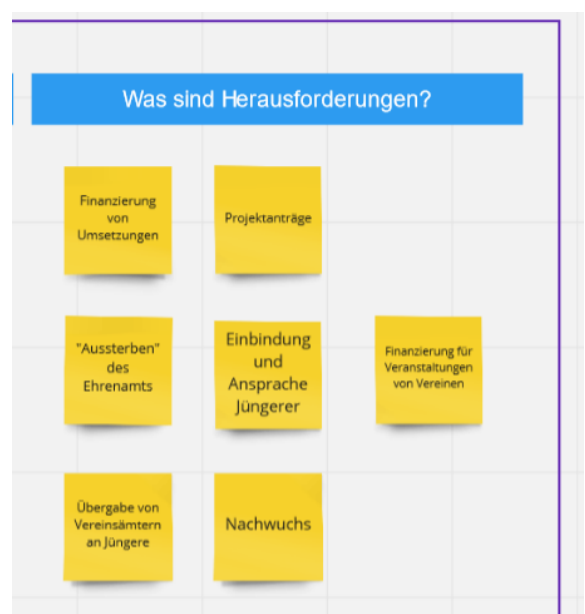 Was sind Herausforderungen?
Finanzierung
von
Umsetzungen
Projektanträge
"Aussterben"
des
Ehrenamts
Einbindung
und
Ansprache
Jüngerer
Finanzierung für
Veranstaltungen
von Vereinen
Übergabe von
Vereinsämtern
an Jüngere
Nachwuchs